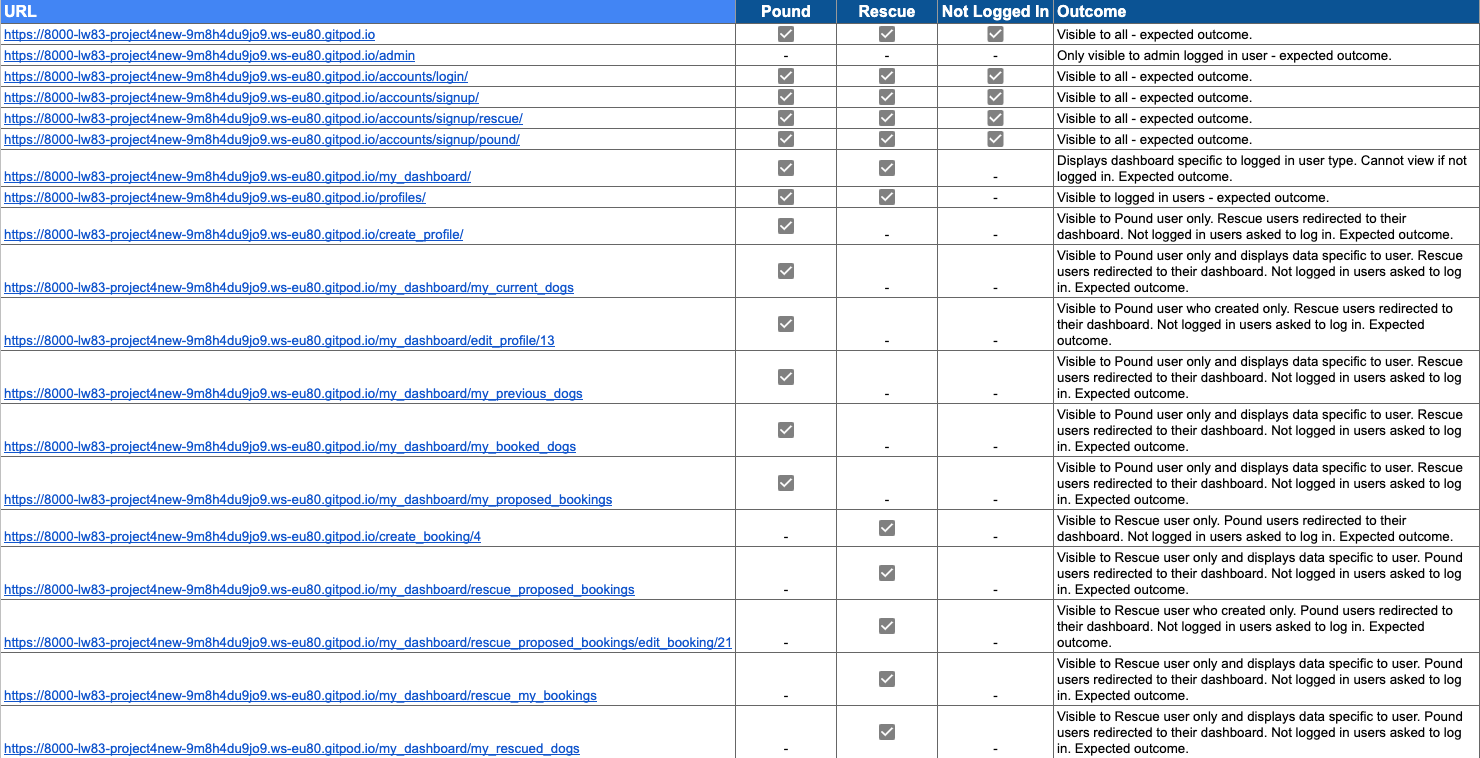 URL Pound Rescue Not Logged In Outcome
https://8000-lw83-project4new-9m8h4du9jo9.ws-eu80.gitpod.io Visible to all - expected outcome.
https://8000-lw83-project4new-9m8h4du9jo9.ws-eu80.gitpod.io/admin - - - Only visible to admin logged in user - expected outcome.
https://8000-lw83-project4new-9m8h4du9jo9.ws-eu80.gitpod.io/accounts/login/ Visible to all - expected outcome.
https://8000-lw83-project4new-9m8h4du9jo9.ws-eu80.gitpod.io/accounts/signup/ Visible to all - expected outcome.
https://8000-lw83-project4new-9m8h4du9jo9.ws-eu80.gitpod.io/accounts/signup/rescue/ Visible to all - expected outcome.
https://8000-lw83-project4new-9m8h4du9jo9.ws-eu80.gitpod.io/accounts/signup/pound/ Visible to all - expected outcome.
Displays dashboard specific to logged in user type. Cannot view if not
https://8000-lw83-project4new-9m8h4du9jo9.ws-eu80.gitpod.io/my_dashboard/ - logged in. Expected outcome.
https://8000-lw83-project4new-9m8h4du9jo9.ws-eu80.gitpod.io/profiles/ - Visible to logged in users - expected outcome.
Visible to Pound user only. Rescue users redirected to their
https://8000-lw83-project4new-9m8h4du9jo9.ws-eu80.gitpod.io/create_profile/ - - dashboard. Not logged in users asked to log in. Expected outcome.
Visible to Pound user only and displays data specific to user. Rescue
users redirected to their dashboard. Not logged in users asked to log
https://8000-lw83-project4new-9m8h4du9jo9.ws-eu80.gitpod.io/my_dashboard/my_current_dogs - - in. Expected outcome.
Visible to Pound user who created only. Rescue users redirected to
their dashboard. Not logged in users asked to log in. Expected
https://8000-lw83-project4new-9m8h4du9jo9.ws-eu80.gitpod.io/my_dashboard/edit_profile/13 - - outcome.
Visible to Pound user only and displays data specific to user. Rescue
users redirected to their dashboard. Not logged in users asked to log
https://8000-lw83-project4new-9m8h4du9jo9.ws-eu80.gitpod.io/my_dashboard/my_previous_dogs - - in. Expected outcome.
Visible to Pound user only and displays data specific to user. Rescue
users redirected to their dashboard. Not logged in users asked to log
https://8000-lw83-project4new-9m8h4du9jo9.ws-eu80.gitpod.io/my_dashboard/my_booked_dogs - - in. Expected outcome.
Visible to Pound user only and displays data specific to user. Rescue
users redirected to their dashboard. Not logged in users asked to log
https://8000-lw83-project4new-9m8h4du9jo9.ws-eu80.gitpod.io/my_dashboard/my_proposed_bookings - - in. Expected outcome.
Visible to Rescue user only. Pound users redirected to their
https://8000-lw83-project4new-9m8h4du9jo9.ws-eu80.gitpod.io/create_booking/4 - - dashboard. Not logged in users asked to log in. Expected outcome.
Visible to Rescue user only and displays data specific to user. Pound
users redirected to their dashboard. Not logged in users asked to log
https://8000-lw83-project4new-9m8h4du9jo9.ws-eu80.gitpod.io/my_dashboard/rescue_proposed_bookings - - in. Expected outcome.
Visible to Rescue user who created only. Pound users redirected to
their dashboard. Not logged in users asked to log in. Expected
https://8000-lw83-project4new-9m8h4du9jo9.ws-eu80.gitpod.io/my_dashboard/rescue_proposed_bookings/edit_booking/21 - - outcome.
Visible to Rescue user only and displays data specific to user. Pound
users redirected to their dashboard. Not logged in users asked to log
https://8000-lw83-project4new-9m8h4du9jo9.ws-eu80.gitpod.io/my_dashboard/rescue_my_bookings - - in. Expected outcome.
Visible to Rescue user only and displays data specific to user. Pound
users redirected to their dashboard. Not logged in users asked to log
https://8000-lw83-project4new-9m8h4du9jo9.ws-eu80.gitpod.io/my_dashboard/my_rescued_dogs - - in. Expected outcome.